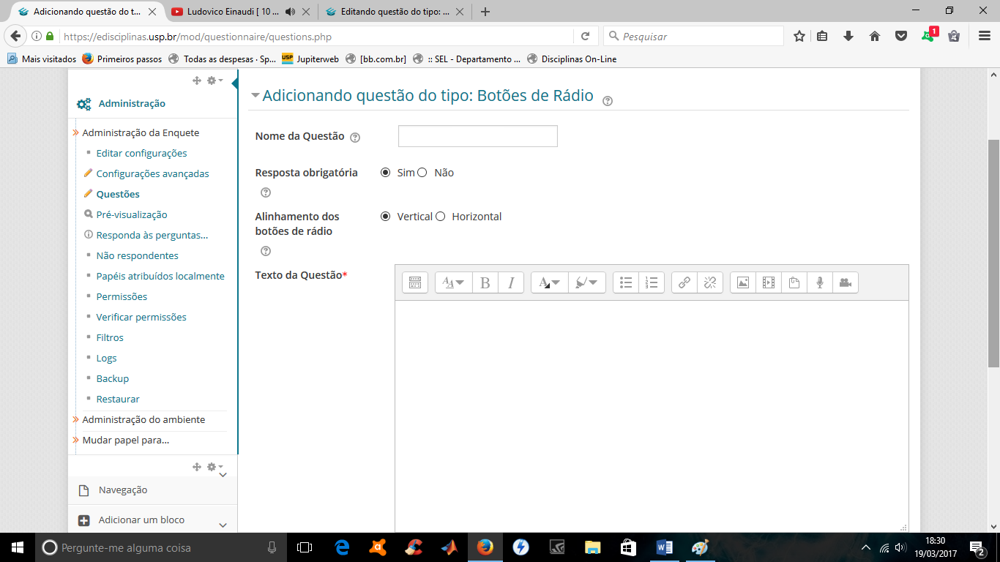 Adicionando questão do t...
Ludovico Einaudi [ 10 ...
Editando questão do tipo: ...
https://edisciplinas.usp.br/mod/questionnaire/questions.php
Pesquisar
1
Mais visitados
Primeiros passos
Todas as despesas · Sp...
USP
Jupiterweb
[bb.com.br]
:: SEL - Departamento ...
Disciplinas On-Line
Administração
Administração da Enquete
Editar configurações
Configurações avançadas
Questões
Pré-visualização
Responda às perguntas...
Não respondentes
Papéis atribuídos localmente
Permissões
Verificar permissões
Filtros
Logs
Backup
Restaurar
Administração do ambiente
Mudar papel para...
Navegação
Adicionar um bloco
Adicionando questão do tipo: Botões de Rádio
Nome da Questão
Resposta obrigatória
Sim Não
Alinhamento dos
botões de rádio
Vertical Horizontal
Texto da Questão*
Pergunte-me alguma coisa
18:30
19/03/2017
2